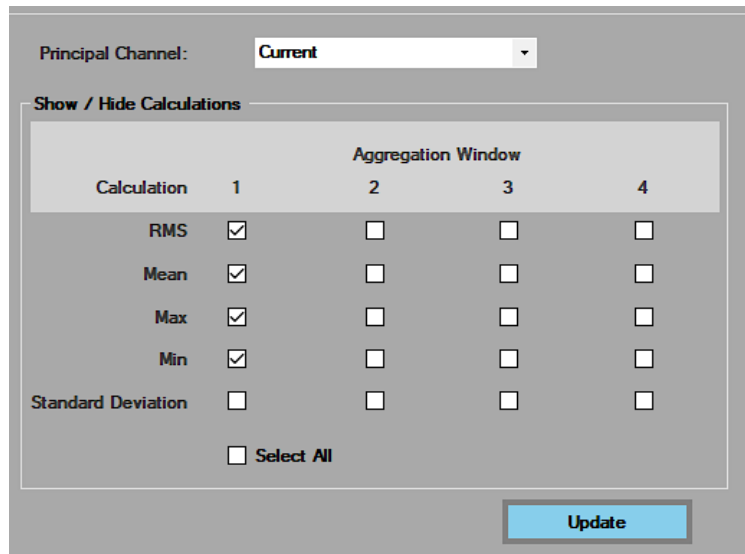 Principal Channel: Current
Show / Hide Calculations
Aggregation Window
Calculation 1 2 3 4
RMS
Mean
Max
Min
Standard Deviation
Select All
Update